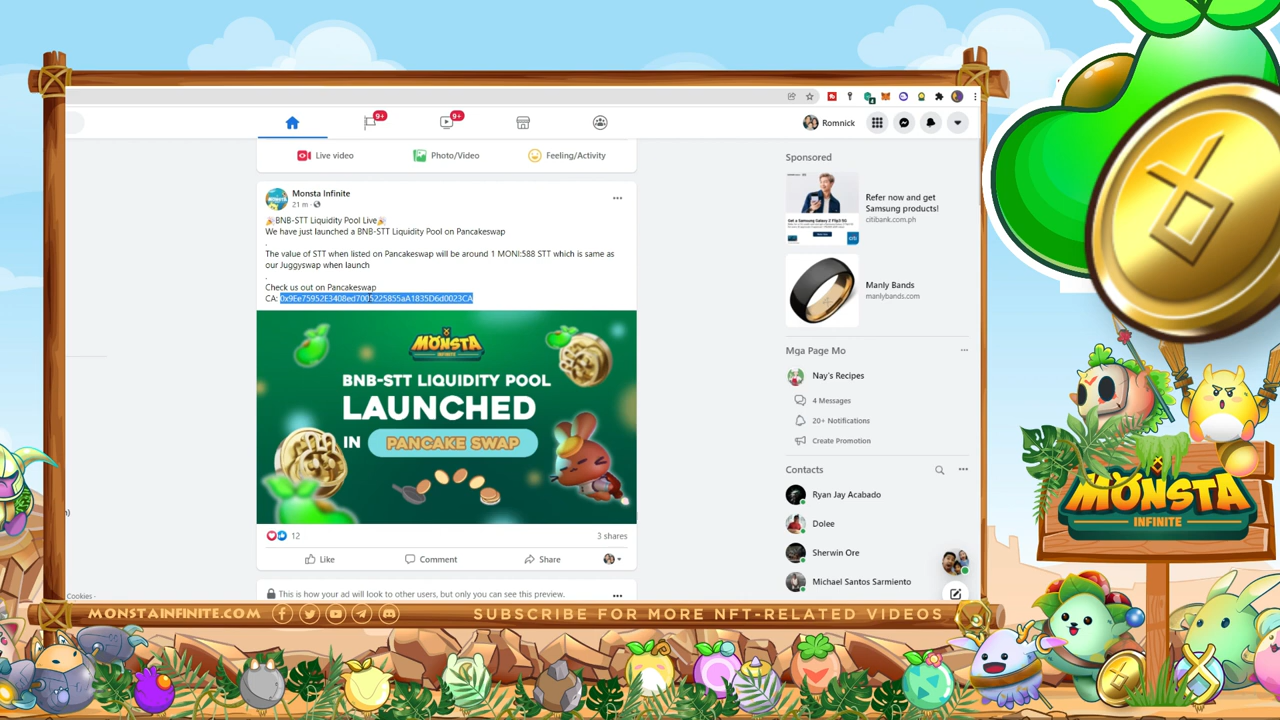 9+
9+
Romnick
4
Live video
Photo/Video
Feeling/Activity
Sponsored
Monsta Infinite
21 m
Refer now and get
Samsung products!
citibank.com.ph
🎉BNB-STT Liquidity Pool Live🎉
We have just launched a BNB-STT Liquidity Pool on Pancakeswap
.
The value of STT when listed on Pancakeswap will be around 1 MONI:588 STT which is same as
our Juggyswap when launch
.
Check us out on Pancakeswap
CA: 0x9Ee75952E3408ed7005225855aA1835D6d0023CA
Manly Bands
manlybands.com
MONSTA
INFINITE
BNB-STT LIQUIDITY POOL
LAUNCHED
IN PANCAKE SWAP
Mga Page Mo
Nay's Recipes
4 Messages
20+ Notifications
Create Promotion
Contacts
Ryan Jay Acabado
Dolee
Sherwin Ore
Michael Santos Sarmiento
12
3 shares
Like
Comment
Share
This is how your ad will look to other users, but only you can see this preview.
Cookies ·
MONSTAINFINITE.COM
SUBSCRIBE FOR MORE NFT-RELATED VIDEOS
MONSTA
INFINITE